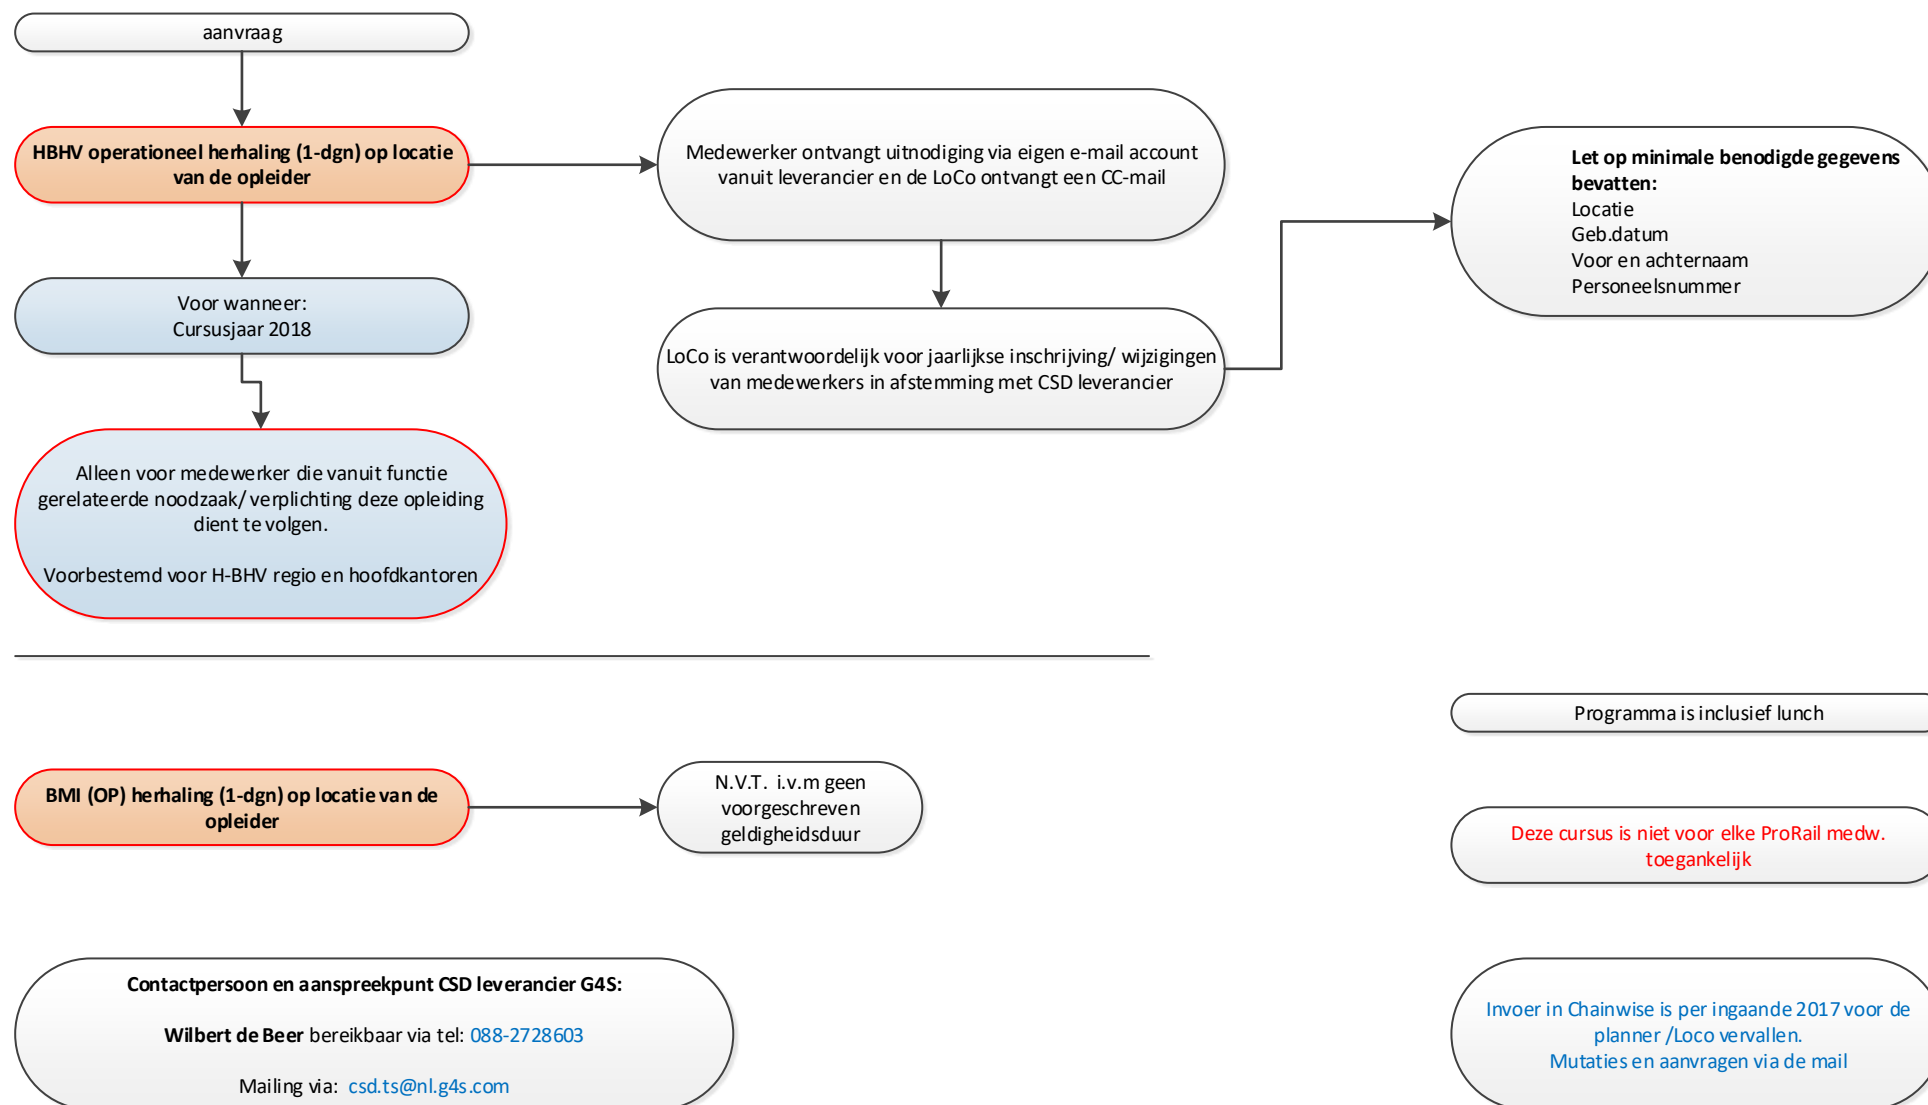 aanvraag
HBHV operationeel herhaling (1-dgn) op locatie
van de opleider
Medewerker ontvangt uitnodiging via eigen e-mail account
vanuit leverancier en de LoCo ontvangt een CC-mail
Let op minimale benodigde gegevens
bevatten:
Locatie
Geb.datum
Voor en achternaam
Personeelsnummer
Voor wanneer:
Cursusjaar 2018
LoCo is verantwoordelijk voor jaarlijkse inschrijving/ wijzigingen
van medewerkers in afstemming met CSD leverancier
Alleen voor medewerker die vanuit functie
gerelateerde noodzaak/ verplichting deze opleiding
dient te volgen.
Voorbestemd voor H-BHV regio en hoofdkantoren
Programma is inclusief lunch
BMI (OP) herhaling (1-dgn) op locatie van de
opleider
N.V.T. i.v.m geen
voorgeschreven
geldigheidsduur
Deze cursus is niet voor elke ProRail medw.
toegankelijk
Contactpersoon en aanspreekpunt CSD leverancier G4S:
Wilbert de Beer bereikbaar via tel: 088-2728603
Mailing via: csd.ts@nl.g4s.com
Invoer in Chainwise is per ingaande 2017 voor de
planner /Loco vervallen.
Mutaties en aanvragen via de mail